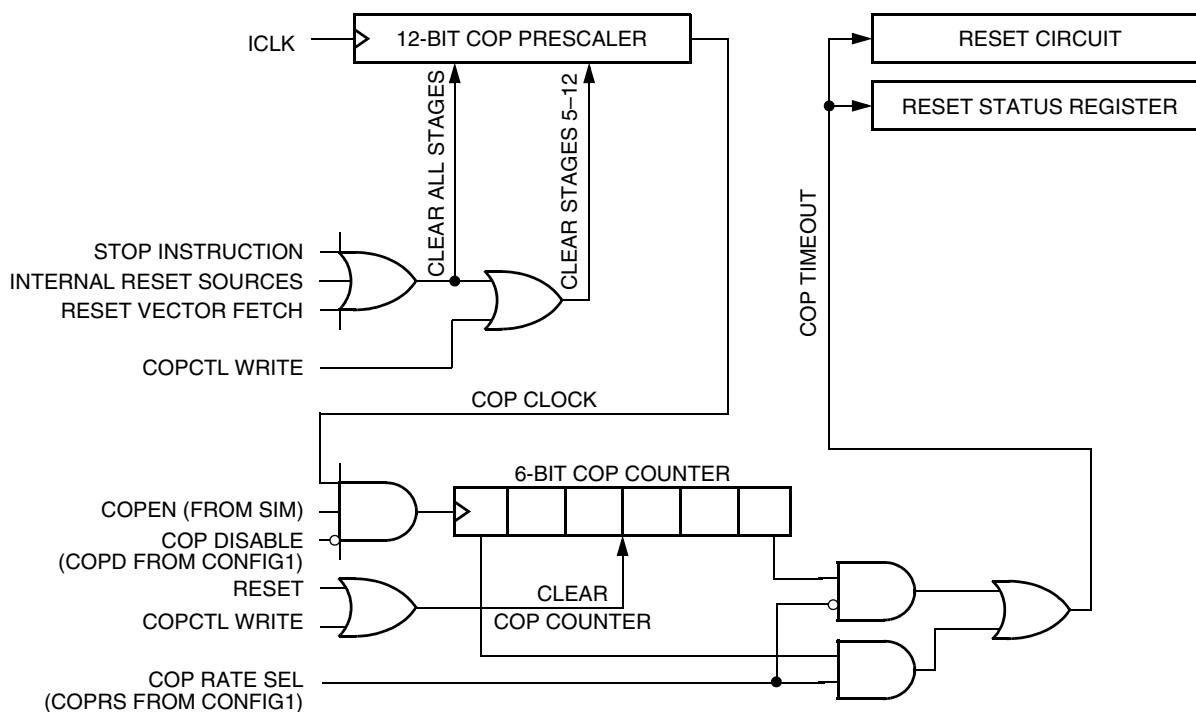 ICLK
12-BIT COP PRESCALER
RESET CIRCUIT
RESET STATUS REGISTER
CLEAR ALL STAGES
CLEAR STAGES 5–12
COP TIMEOUT
STOP INSTRUCTION
INTERNAL RESET SOURCES
RESET VECTOR FETCH
COPCTL WRITE
COP CLOCK
6-BIT COP COUNTER
COPEN (FROM SIM)
COP DISABLE
(COPD FROM CONFIG1)
RESET
COPCTL WRITE
CLEAR
COP COUNTER
COP RATE SEL
(COPRS FROM CONFIG1)